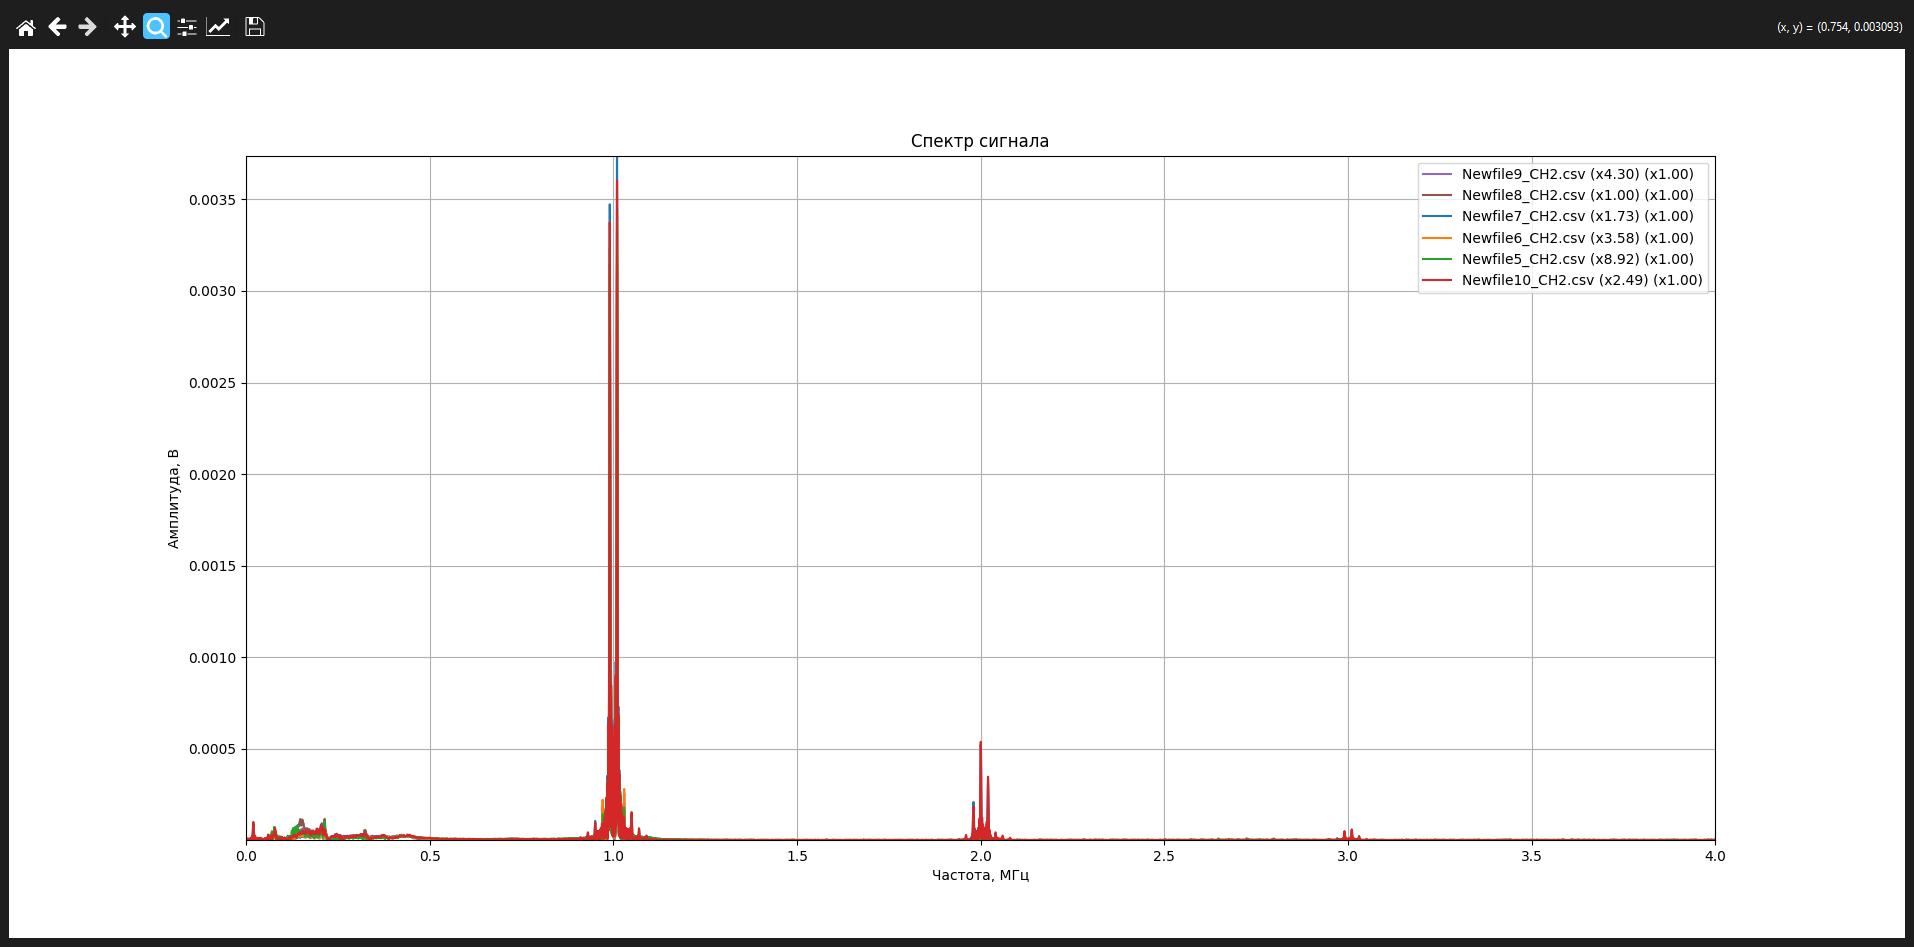 (x, y) = (0.754, 0.003093)
Спектр сигнала
Newfile9_CH2.csv (x4.30) (x1.00)
Newfile8_CH2.csv (x1.00) (x1.00)
Newfile7_CH2.csv (x1.73) (x1.00)
Newfile6_CH2.csv (x3.58) (x1.00)
Newfile5_CH2.csv (x8.92) (x1.00)
Newfile10_CH2.csv (x2.49) (x1.00)
0.0035
0.0030
0.0025
0.0020
0.0015
0.0010
0.0005
Амплитуда, В
0.0 0.5 1.0 1.5 2.0 2.5 3.0 3.5 4.0
Частота, МГц